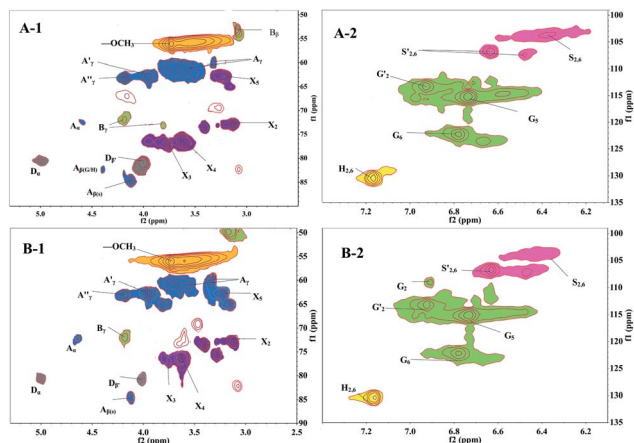 A-1
Bβ
–OCH3
A'γ
Aγ
A''γ
X5
Aα
Bγ
X2
Dα
Aβ(G/H)
Dβ'
X3
X4
Aβ(s)
50
55
60
65
70
75
80
85
f1 (ppm)
5.0 4.5 4.0 3.5 3.0 2.5
f2 (ppm)
A-2
S'2,6
S2,6
G'2
G5
G6
H2,6
100
105
110
115
120
125
130
f1 (ppm)
7.2 7.0 6.8 6.6 6.4 6.2
f2 (ppm)
B-1
–OCH3
A'γ
Aγ
A''γ
X5
Aα
Bγ
X2
Dα
Dβ'
X3
X4
Aβ(s)
50
55
60
65
70
75
80
85
90
f1 (ppm)
5.0 4.5 4.0 3.5 3.0 2.5
f2 (ppm)
B-2
S'2,6
S2,6
G2
G'2
G5
G6
H2,6
100
105
110
115
120
125
130
135
f1 (ppm)
7.2 7.0 6.8 6.6 6.4 6.2
f2 (ppm)